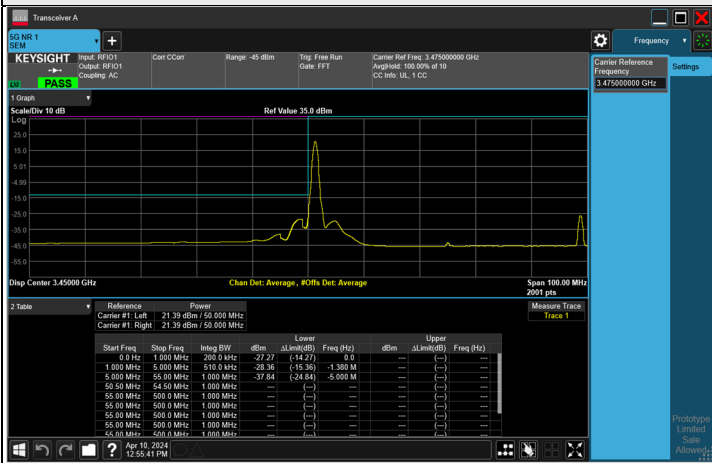 Transceiver A
5G NR 1
SEM
+
Frequency
KEYSIGHT
LXI
PASS
Input: RFIO1
Output: RFIO1
Coupling: AC
Corr CCorr
Range: -45 dBm
Trig: Free Run
Gate: FFT
Carrier Ref Freq: 3.475000000 GHz
Avg|Hold: 100.00% of 10
CC Info: UL, 1 CC
Carrier Reference
Frequency
3.475000000 GHz
Settings
1 Graph
Scale/Div 10 dB
Ref Value 35.0 dBm
Log
25.0
15.0
5.01
-4.99
-15.0
-25.0
-35.0
-45.0
-55.0
Disp Center 3.45000 GHz
Chan Det: Average , #Offs Det: Average
Span 100.00 MHz
2001 pts
2 Table
Reference Power
Carrier #1: Left 21.39 dBm / 50.000 MHz
Carrier #1: Right 21.39 dBm / 50.000 MHz
Measure Trace
Trace 1
Lower Upper
Start Freq Stop Freq Integ BW dBm ΔLimit(dB) Freq (Hz) dBm ΔLimit(dB) Freq (Hz)
0.0 Hz 1.000 MHz 200.0 kHz -27.27 (-14.27) 0.0 --- (---) ---
1.000 MHz 5.000 MHz 510.0 kHz -28.36 (-15.36) -1.380 M --- (---) ---
5.000 MHz 55.00 MHz 1.000 MHz -37.84 (-24.84) -5.000 M --- (---) ---
50.50 MHz 54.50 MHz 1.000 MHz --- (---) --- --- (---) ---
55.00 MHz 500.0 MHz 1.000 MHz --- (---) --- --- (---) ---
55.00 MHz 500.0 MHz 1.000 MHz --- (---) --- --- (---) ---
55.00 MHz 500.0 MHz 1.000 MHz --- (---) --- --- (---) ---
55.00 MHz 500.0 MHz 1.000 MHz --- (---) --- --- (---) ---
Prototype
Limited
Sale
Allowed
?
Apr 10, 2024
12:55:41 PM